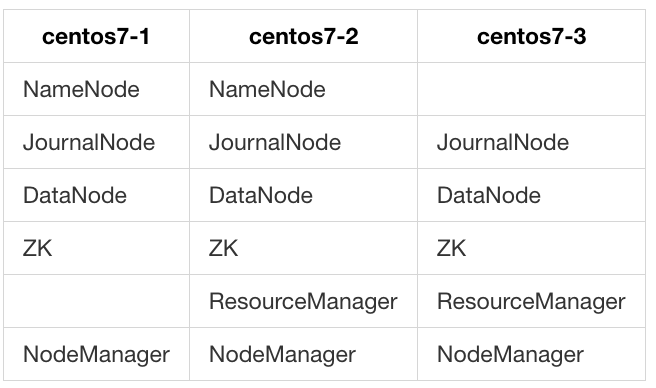 centos7-1 centos7-2 centos7-3
NameNode NameNode
JournalNode JournalNode JournalNode
DataNode DataNode DataNode
ZK ZK ZK
ResourceManager ResourceManager
NodeManager NodeManager NodeManager